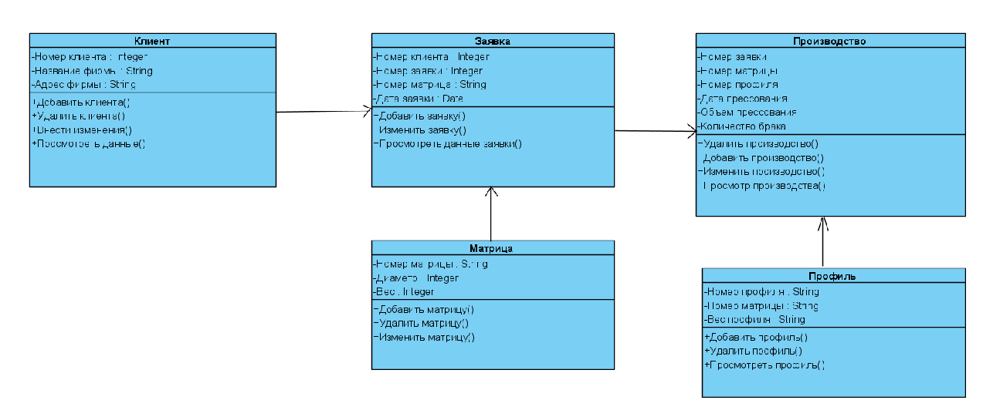 Клиент
-Номер клиента : Integer
-Название фирмы : String
-Адрес фирмы : String
+Добавить клиента()
+Удалить клиента()
+Внести изменения()
+Просмотреть данные()
Заявка
-Номер клиента : Integer
-Номер заявки : Integer
-Номер матрица : String
-Дата заявки : Date
+Добавить заявку()
+Изменить заявку()
+Просмотреть данные заявки()
Производство
-Номер заявки
-Номер матрицы
-Номер профиля
-Дата прессования
-Объем прессования
-Количество брака
+Удалить производство()
+Добавить производство()
+Изменить производство()
+Просмотр производства()
Матрица
-Номер матрицы : String
-Диаметр : Integer
-Вес : Integer
+Добавить матрицу()
+Удалить матрицу()
+Изменить матрицу()
Профиль
-Номер профиля : String
-Номер матрицы : String
-Вес профиля : String
+Добавить профиль()
+Удалить профиль()
+Просмотреть профиль()